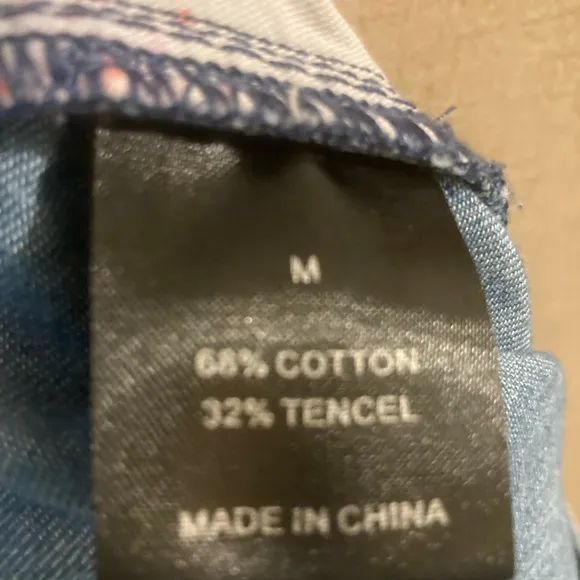 M
68% COTTON
32% TENCEL
MADE IN CHINA